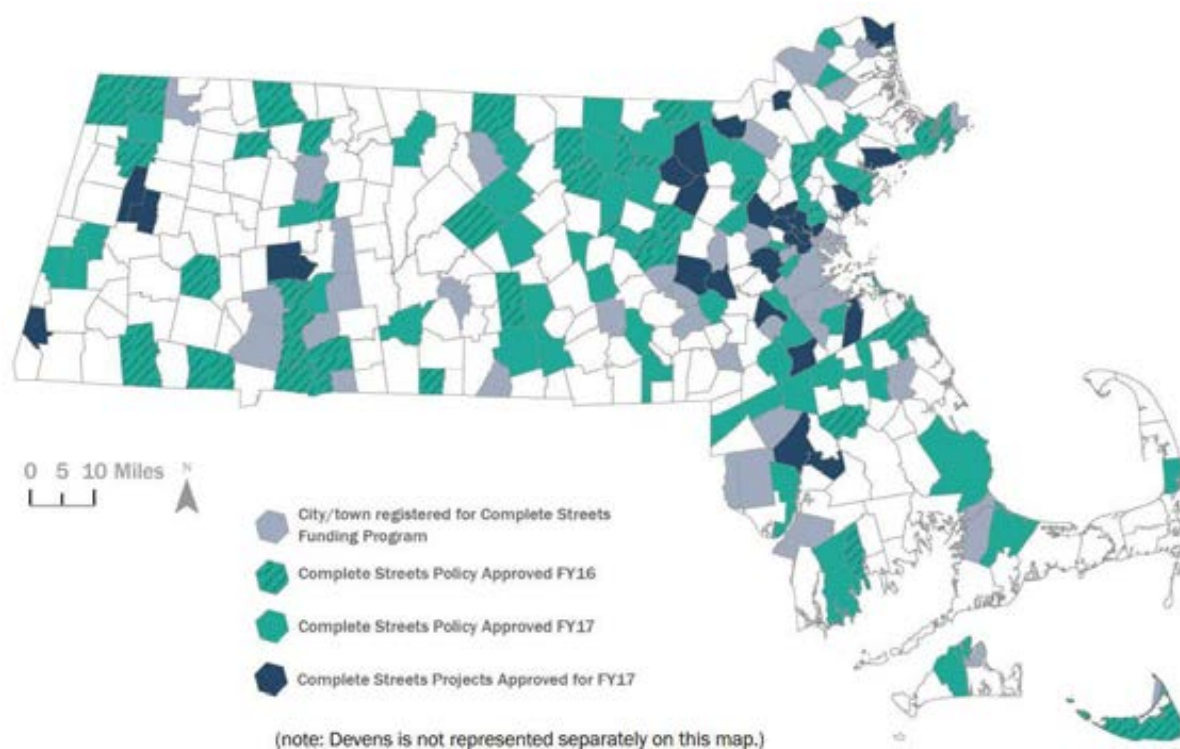 0 5 10 Miles N
City/town registered for Complete Streets
Funding Program
Complete Streets Policy Approved FY16
Complete Streets Policy Approved FY17
Complete Streets Projects Approved for FY17
(note: Devens is not represented separately on this map.)